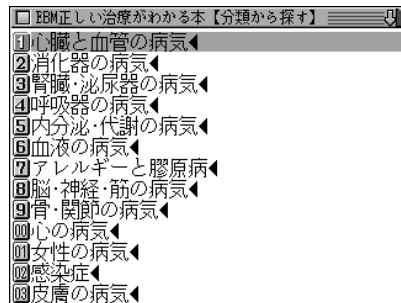 □ EBM正しい治療がわかる本【分類から探す】
1心臓と血管の病気◀
2消化器の病気◀
3腎臓・泌尿器の病気◀
4呼吸器の病気◀
5内分泌・代謝の病気◀
6血液の病気◀
7アレルギーと膠原病◀
8脳・神経・筋の病気◀
9骨・関節の病気◀
00心の病気◀
01女性の病気◀
02感染症◀
03皮膚の病気◀